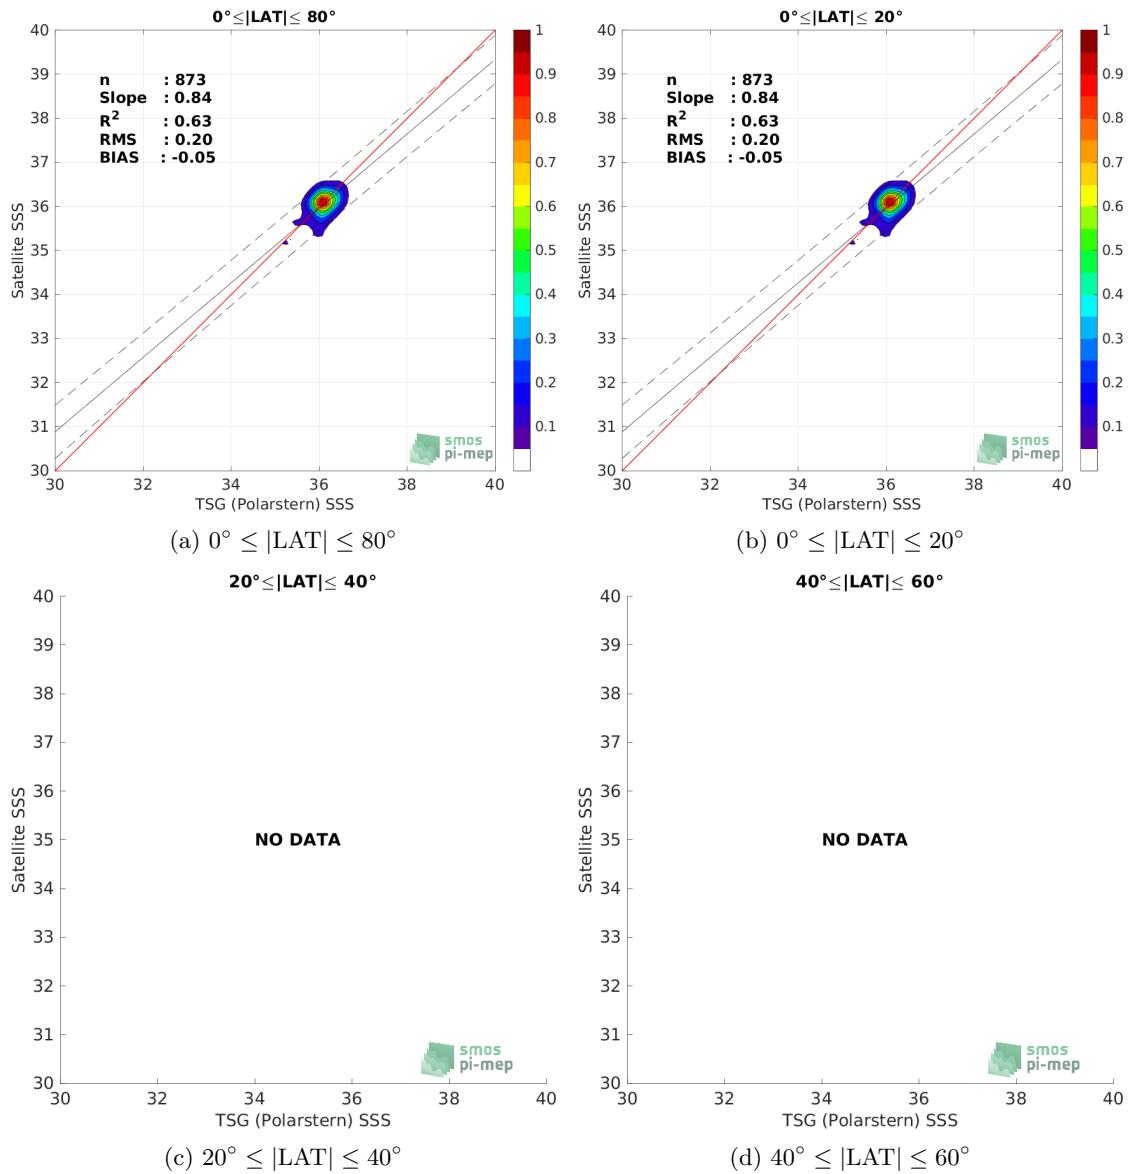 0°≤|LAT|≤ 80°
40
39
38
37
36
35
34
33
32
31
30
Satellite SSS
n : 873
Slope : 0.84
R² : 0.63
RMS : 0.20
BIAS : -0.05
smos
pi-mep
30 32 34 36 38 40
TSG (Polarstern) SSS
1
0.9
0.8
0.7
0.6
0.5
0.4
0.3
0.2
0.1
(a) 0° ≤ |LAT| ≤ 80°
0°≤|LAT|≤ 20°
40
39
38
37
36
35
34
33
32
31
30
Satellite SSS
n : 873
Slope : 0.84
R² : 0.63
RMS : 0.20
BIAS : -0.05
smos
pi-mep
30 32 34 36 38 40
TSG (Polarstern) SSS
1
0.9
0.8
0.7
0.6
0.5
0.4
0.3
0.2
0.1
(b) 0° ≤ |LAT| ≤ 20°
20°≤|LAT|≤ 40°
40
39
38
37
36
35
34
33
32
31
30
Satellite SSS
NO DATA
smos
pi-mep
30 32 34 36 38 40
TSG (Polarstern) SSS
(c) 20° ≤ |LAT| ≤ 40°
40°≤|LAT|≤ 60°
40
39
38
37
36
35
34
33
32
31
30
Satellite SSS
NO DATA
smos
pi-mep
30 32 34 36 38 40
TSG (Polarstern) SSS
(d) 40° ≤ |LAT| ≤ 60°